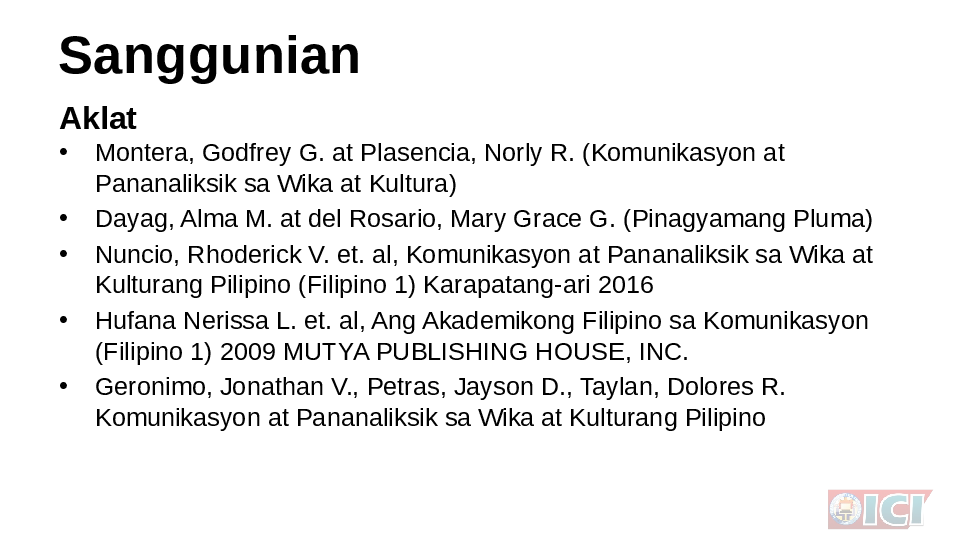 Sanggunian
Aklat
• Montera, Godfrey G. at Plasencia, Norly R. (Komunikasyon at
Pananaliksik sa Wika at Kultura)
• Dayag, Alma M. at del Rosario, Mary Grace G. (Pinagyamang Pluma)
• Nuncio, Rhoderick V. et. al, Komunikasyon at Pananaliksik sa Wika at
Kulturang Pilipino (Filipino 1) Karapatang-ari 2016
• Hufana Nerissa L. et. al, Ang Akademikong Filipino sa Komunikasyon
(Filipino 1) 2009 MUTYA PUBLISHING HOUSE, INC.
• Geronimo, Jonathan V., Petras, Jayson D., Taylan, Dolores R.
Komunikasyon at Pananaliksik sa Wika at Kulturang Pilipino
ICI